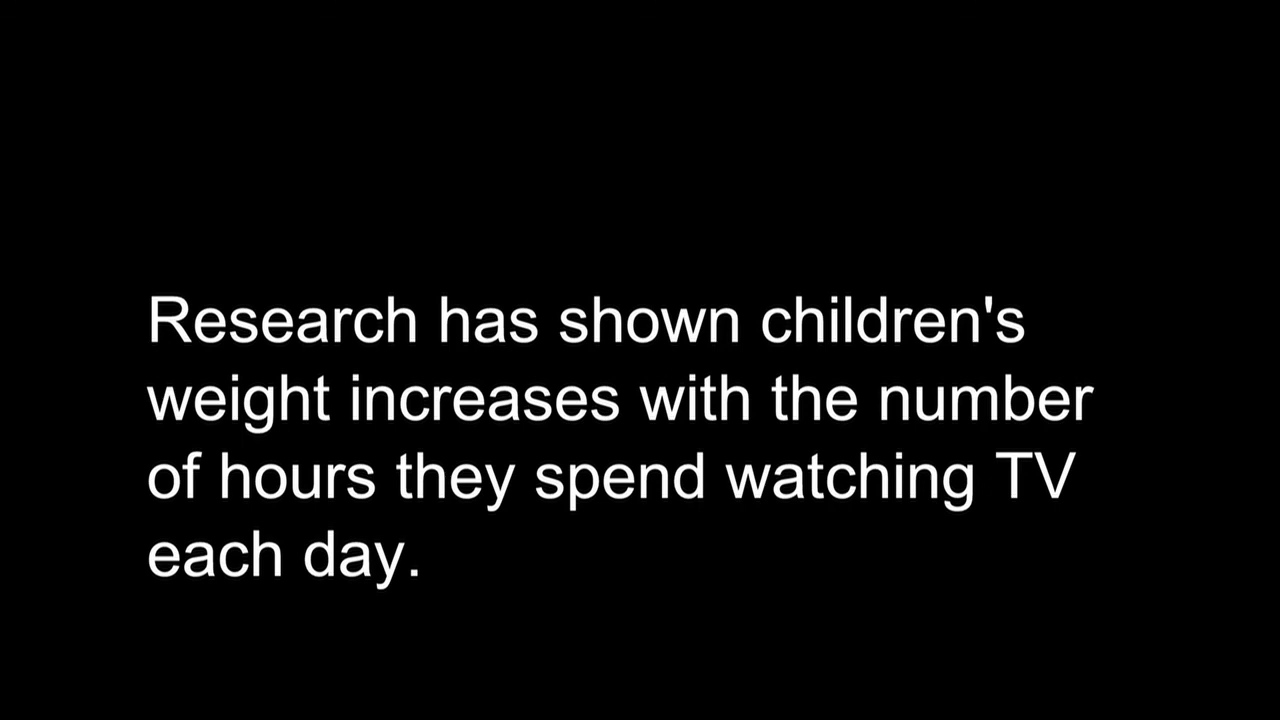 Research has shown children's
weight increases with the number
of hours they spend watching TV
each day.